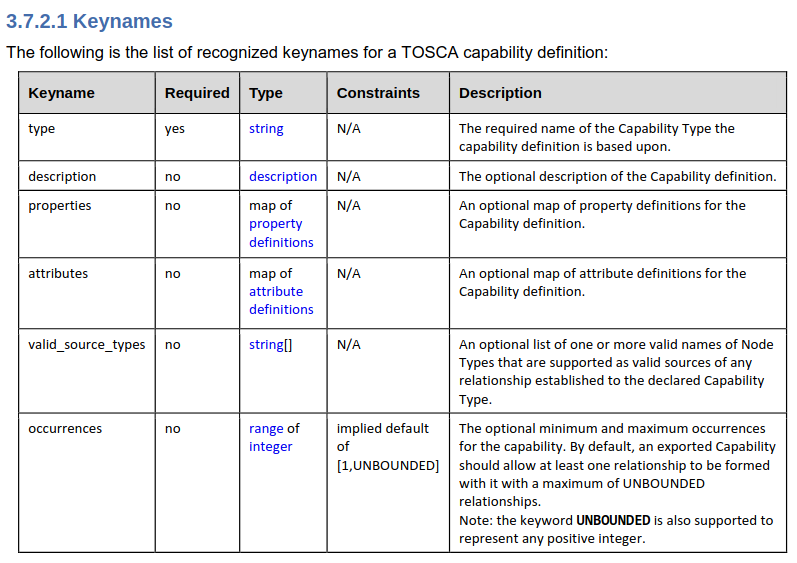 3.7.2.1 Keynames
The following is the list of recognized keynames for a TOSCA capability definition:
Keyname Required Type Constraints Description
type yes string N/A The required name of the Capability Type the
capability definition is based upon.
description no description N/A The optional description of the Capability definition.
properties no map of N/A An optional map of property definitions for the
property Capability definition.
definitions
attributes no map of N/A An optional map of attribute definitions for the
attribute Capability definition.
definitions
valid_source_types no string[] N/A An optional list of one or more valid names of Node
Types that are supported as valid sources of any
relationship established to the declared Capability
Type.
occurrences no range of implied default The optional minimum and maximum occurrences
integer of for the capability. By default, an exported Capability
[1,UNBOUNDED] should allow at least one relationship to be formed
with it with a maximum of UNBOUNDED
relationships.
Note: the keyword UNBOUNDED is also supported to
represent any positive integer.